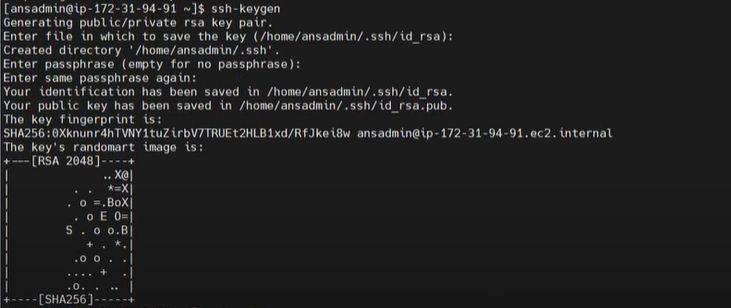 [ansadmin@ip-172-31-94-91 ~]$ ssh-keygen
Generating public/private rsa key pair.
Enter file in which to save the key (/home/ansadmin/.ssh/id_rsa):
Created directory '/home/ansadmin/.ssh'.
Enter passphrase (empty for no passphrase):
Enter same passphrase again:
Your identification has been saved in /home/ansadmin/.ssh/id_rsa.
Your public key has been saved in /home/ansadmin/.ssh/id_rsa.pub.
The key fingerprint is:
SHA256:0Xknunr4hTVNY1tuZirbV7TRUEt2HLB1xd/RfJkei8w ansadmin@ip-172-31-94-91.ec2.internal
The key's randomart image is:
+---[RSA 2048]----+
|              ..X@|
|          . .  *=X|
|         . o =.BoX|
|          . o E O=|
|        S . o o.B|
|           + . *.|
|         .o o . .|
|        .... +  .|
|        .o. . .. |
+----[SHA256]-----+